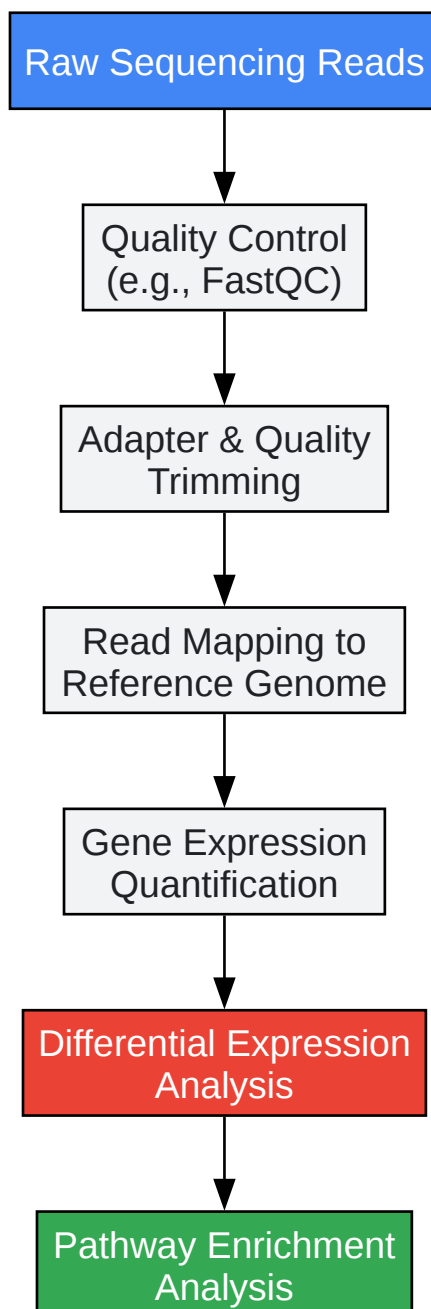 Raw Sequencing Reads
Quality Control
(e.g., FastQC)
Adapter & Quality
Trimming
Read Mapping to
Reference Genome
Gene Expression
Quantification
Differential Expression
Analysis
Pathway Enrichment
Analysis